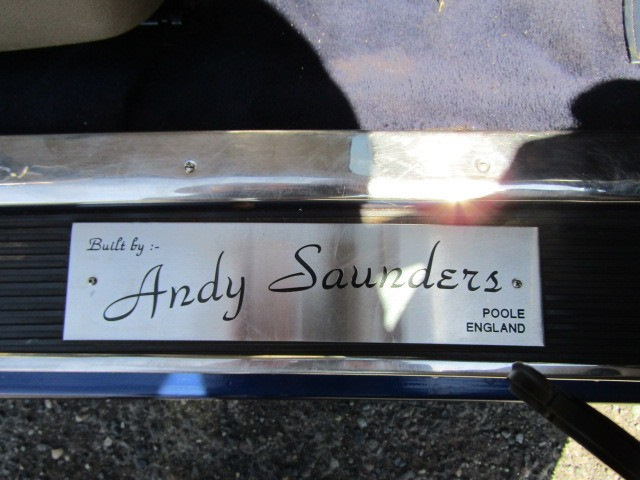 Built by :-
Andy Saunders
POOLE
ENGLAND